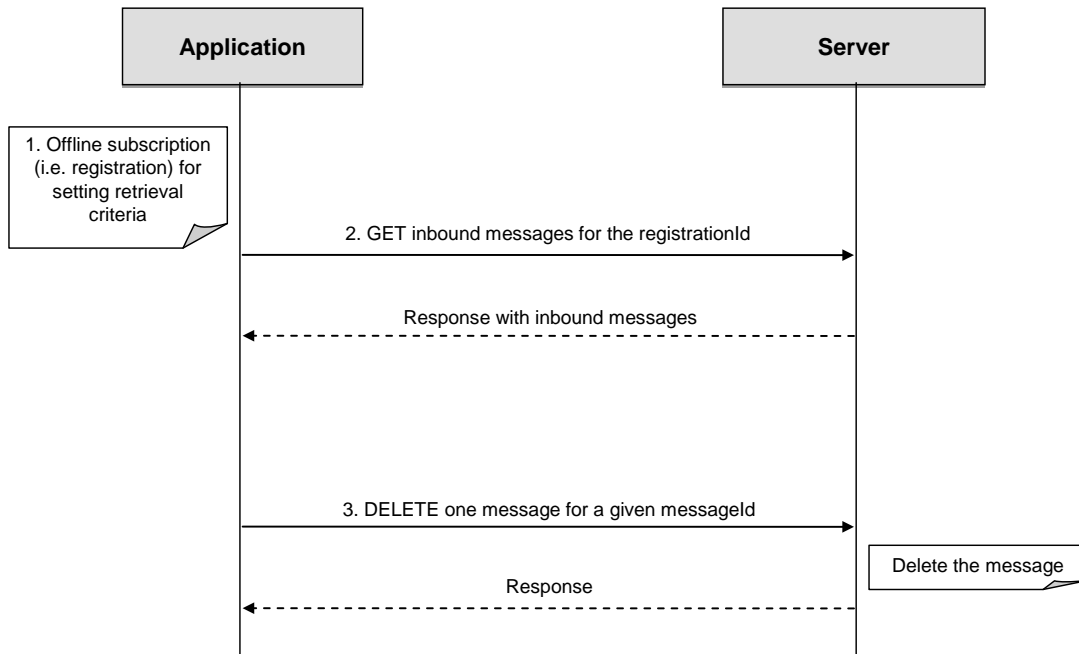 Application
Server
1. Offline subscription
(i.e. registration) for
setting retrieval
criteria
2. GET inbound messages for the registrationId
Response with inbound messages
3. DELETE one message for a given messageId
Delete the message
Response